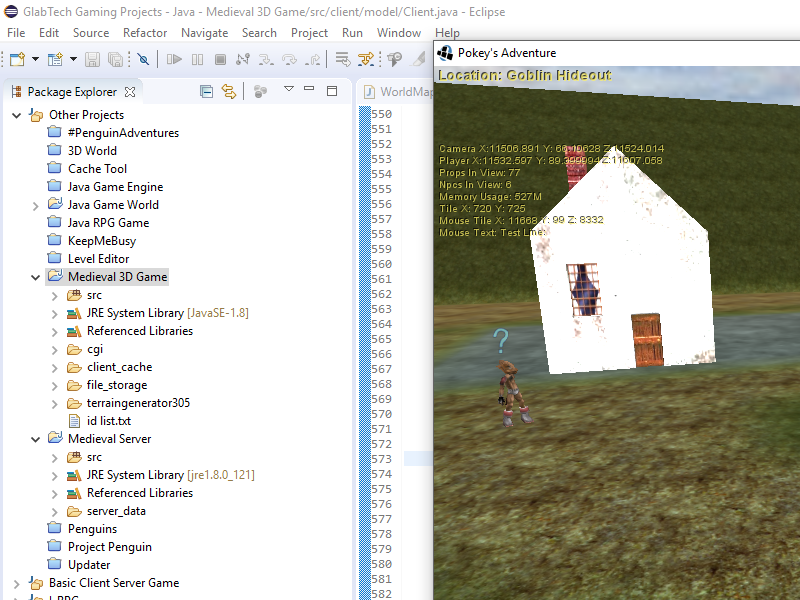 GlabTech Gaming Projects - Java - Medieval 3D Game/src/client/model/Client.java - Eclipse
File Edit Source Refactor Navigate Search Project Run Window Help
Package Explorer
WorldMap
Other Projects
#PenguinAdventures
3D World
Cache Tool
Java Game Engine
Java Game World
Java RPG Game
KeepMeBusy
Level Editor
Medieval 3D Game
src
JRE System Library [JavaSE-1.8]
Referenced Libraries
cgi
client_cache
file_storage
terraingenerator305
id list.txt
Medieval Server
src
JRE System Library [jre1.8.0_121]
Referenced Libraries
server_data
Penguins
Project Penguin
Updater
Basic Client Server Game
550
551
552
553
554
555
556
557
558
559
560
561
562
563
564
565
566
567
568
569
570
571
572
573
574
575
576
577
578
579
580
581
582
Pokey's Adventure
Location: Goblin Hideout
Camera X:11506.891 Y: 66.49628 Z:11524.014
Player X:11532.597 Y: 89.399994 Z:11607.058
Props In View: 77
Npcs In View: 6
Memory Usage: 527M
Tile X: 720 Y: 725
Mouse Tile X: 11668 Y: 99 Z: 8332
Mouse Text: Test Line:
?